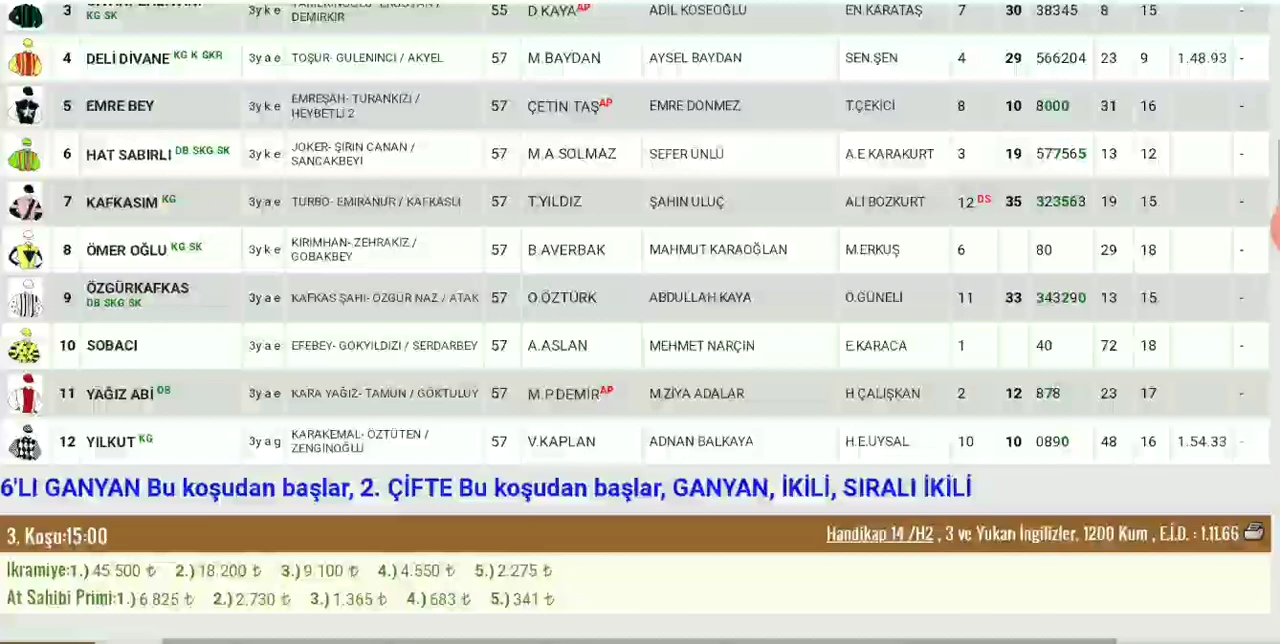 3 KG SK 3y k e DEMİRKIR 55 D.KAYA AP ADİL KÖSEOĞLU EN.KARATAŞ 7 30 38345 8 15 -
4 DELİ DİVANE KG K GKR 3y a e TOŞUR- GÜLENİNCİ / AKYEL 57 M.BAYDAN AYSEL BAYDAN SEN.ŞEN 4 29 566204 23 9 1.48.93 -
5 EMRE BEY 3y k e EMREŞAH- TURANKIZI / HEYBETLİ 2 57 ÇETİN TAŞ AP EMRE DÖNMEZ T.ÇEKİCİ 8 10 8000 31 16 -
6 HAT SABIRLI DB SKG SK 3y k e JOKER- ŞİRİN CANAN / SANCAKBEYİ 57 M.A.SOLMAZ SEFER ÜNLÜ A.E.KARAKURT 3 19 577565 13 12 -
7 KAFKASIM KG 3y a e TURBO- EMİRANUR / KAFKASLI 57 T.YILDIZ ŞAHİN ULUÇ ALİ BOZKURT 12 DS 35 323563 19 15 -
8 ÖMER OĞLU KG SK 3y k e KIRIMHAN- ZEHRAKIZ / GOBAKBEY 57 B.AVERBAK MAHMUT KARAOĞLAN M.ERKUŞ 6 80 29 18 -
9 ÖZGÜRKAFKAS DB SKG SK 3y a e KAFKAS ŞAHI- ÖZGÜR NAZ / ATAK 57 O.ÖZTÜRK ABDULLAH KAYA O.GÜNELİ 11 33 343290 13 15 -
10 SOBACI 3y a e EFEBEY- GÖKYILDIZI / SERDARBEY 57 A.ASLAN MEHMET NARÇİN E.KARACA 1 40 72 18 -
11 YAĞIZ ABİ DB 3y a e KARA YAĞIZ- TAMUN / GÖKTULUY 57 M.P.DEMİR AP M.ZİYA ADALAR H.ÇALIŞKAN 2 12 878 23 17 -
12 YILKUT KG 3y a g KARAKEMAL- ÖZTÜTEN / ZENGİNOĞLU 57 V.KAPLAN ADNAN BALKAYA H.E.UYSAL 10 10 0890 48 16 1.54.33 -
6'LI GANYAN Bu koşudan başlar, 2. ÇİFTE Bu koşudan başlar, GANYAN, İKİLİ, SIRALI İKİLİ
3. Koşu:15:00 Handikap 14 /H2 , 3 ve Yukarı İngilizler, 1200 Kum , E.İ.D. : 1.11.66
İkramiye:1.) 45.500 ₺ 2.) 18.200 ₺ 3.) 9.100 ₺ 4.) 4.550 ₺ 5.) 2.275 ₺
At Sahibi Primi:1.) 6.825 ₺ 2.) 2.730 ₺ 3.) 1.365 ₺ 4.) 683 ₺ 5.) 341 ₺